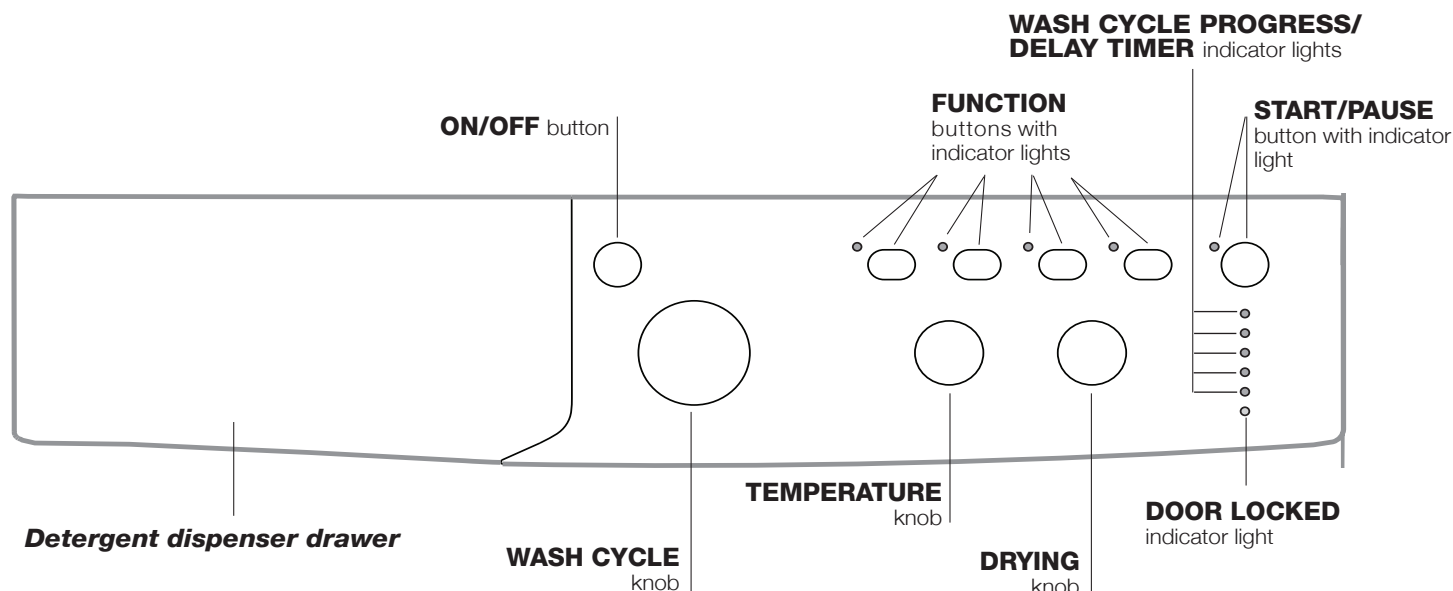 WASH CYCLE PROGRESS/
DELAY TIMER indicator lights
FUNCTION
buttons with
indicator lights
START/PAUSE
button with indicator
light
ON/OFF button
TEMPERATURE
knob
DOOR LOCKED
indicator light
Detergent dispenser drawer
WASH CYCLE
knob
DRYING
knob